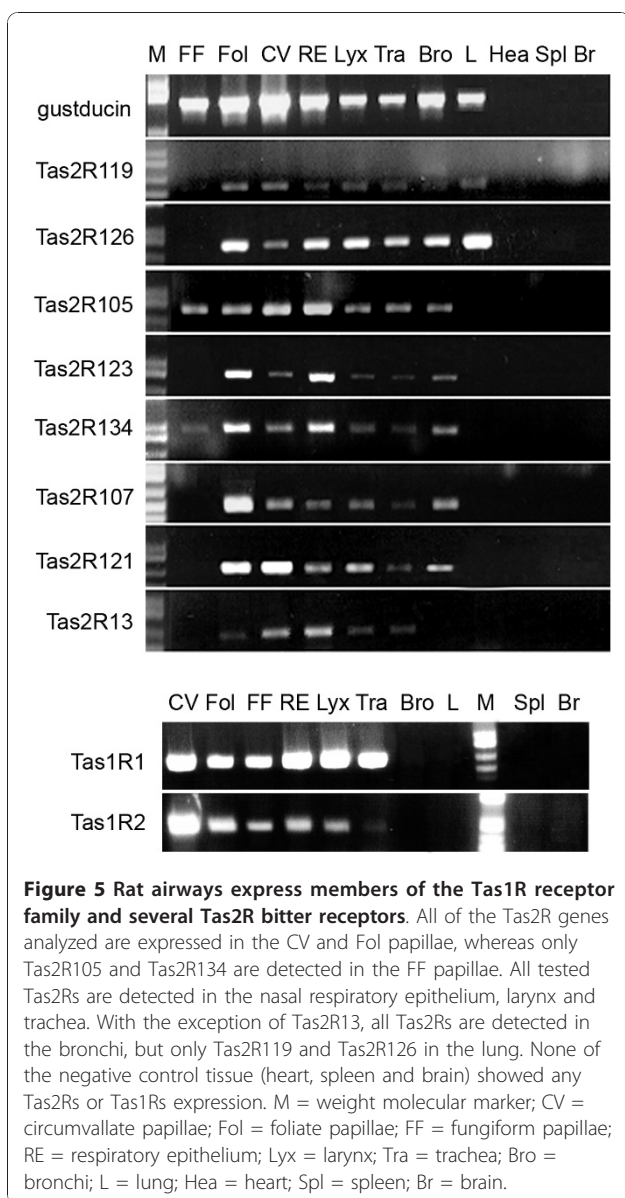 M FF Fol CV RE Lyx Tra Bro L Hea Spl Br
gustducin
Tas2R119
Tas2R126
Tas2R105
Tas2R123
Tas2R134
Tas2R107
Tas2R121
Tas2R13
CV Fol FF RE Lyx Tra Bro L M Spl Br
Tas1R1
Tas1R2
Figure 5 Rat airways express members of the Tas1R receptor
family and several Tas2R bitter receptors. All of the Tas2R genes
analyzed are expressed in the CV and Fol papillae, whereas only
Tas2R105 and Tas2R134 are detected in the FF papillae. All tested
Tas2Rs are detected in the nasal respiratory epithelium, larynx and
trachea. With the exception of Tas2R13, all Tas2Rs are detected in
the bronchi, but only Tas2R119 and Tas2R126 in the lung. None of
the negative control tissue (heart, spleen and brain) showed any
Tas2Rs or Tas1Rs expression. M = weight molecular marker; CV =
circumvallate papillae; Fol = foliate papillae; FF = fungiform papillae;
RE = respiratory epithelium; Lyx = larynx; Tra = trachea; Bro =
bronchi; L = lung; Hea = heart; Spl = spleen; Br = brain.